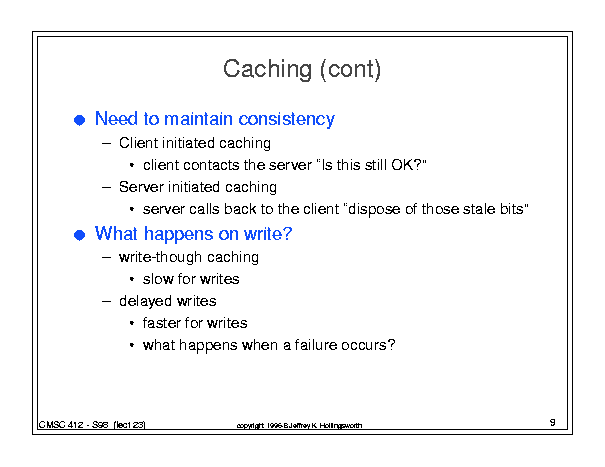 Caching (cont)
● Need to maintain consistency
– Client initiated caching
• client contacts the server "Is this still OK?"
– Server initiated caching
• server calls back to the client "dispose of those stale bits"
● What happens on write?
– write-though caching
• slow for writes
– delayed writes
• faster for writes
• what happens when a failure occurs?
CMSC 412 - S98 (lect 23)
copyright 1996-8 Jeffrey K. Hollingsworth
9